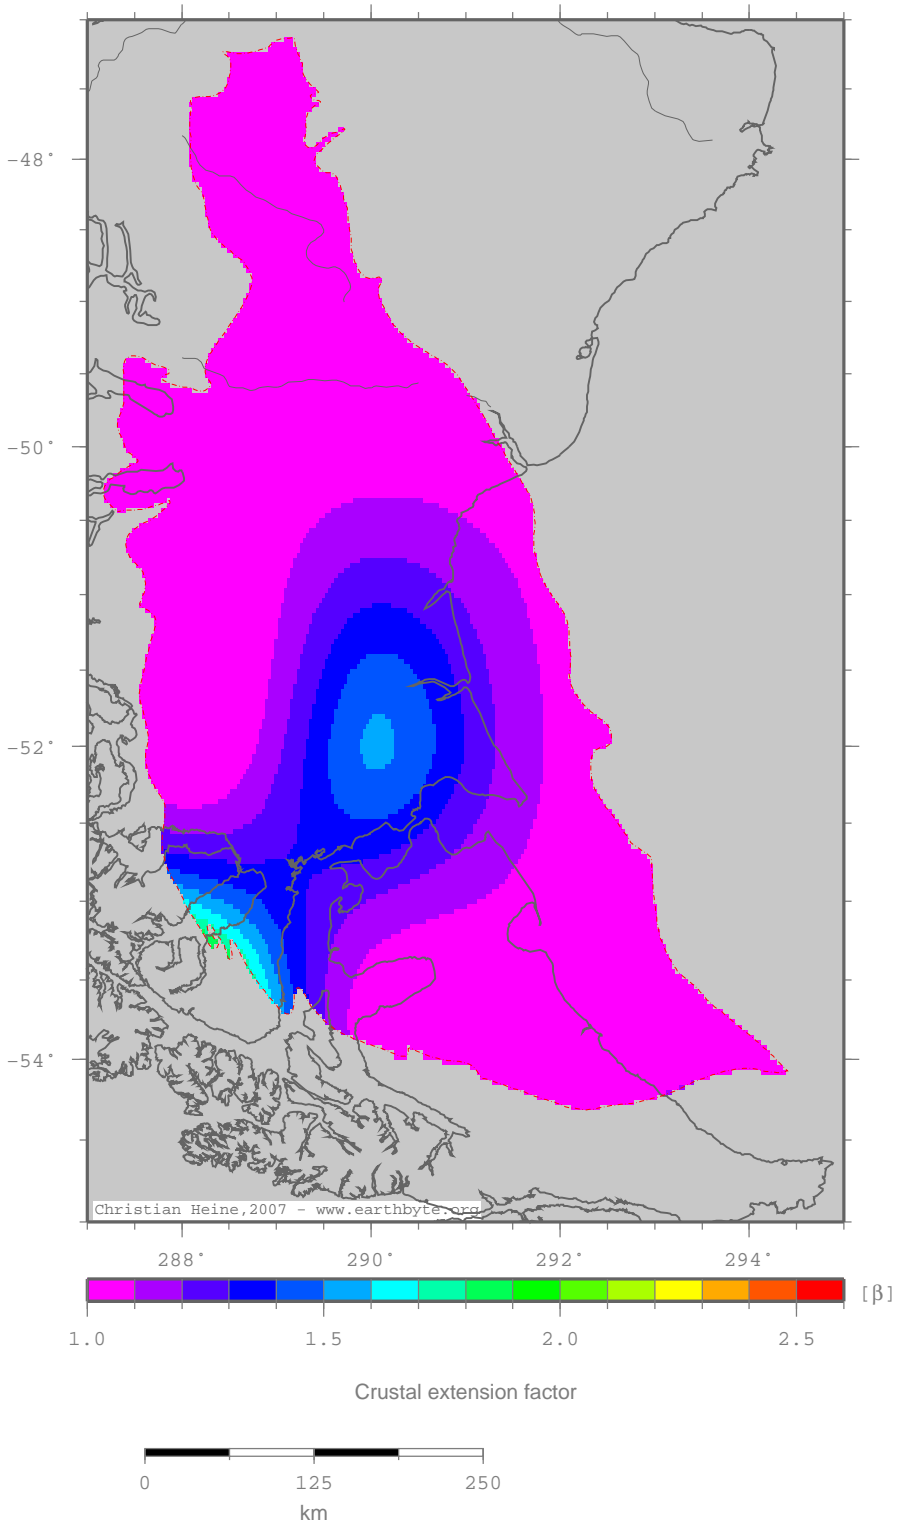 -48°
-50°
-52°
-54°
Christian Heine,2007 - www.earthbyte.org
288° 290° 292° 294°
[β]
1.0 1.5 2.0 2.5
Crustal extension factor
0 125 250
km